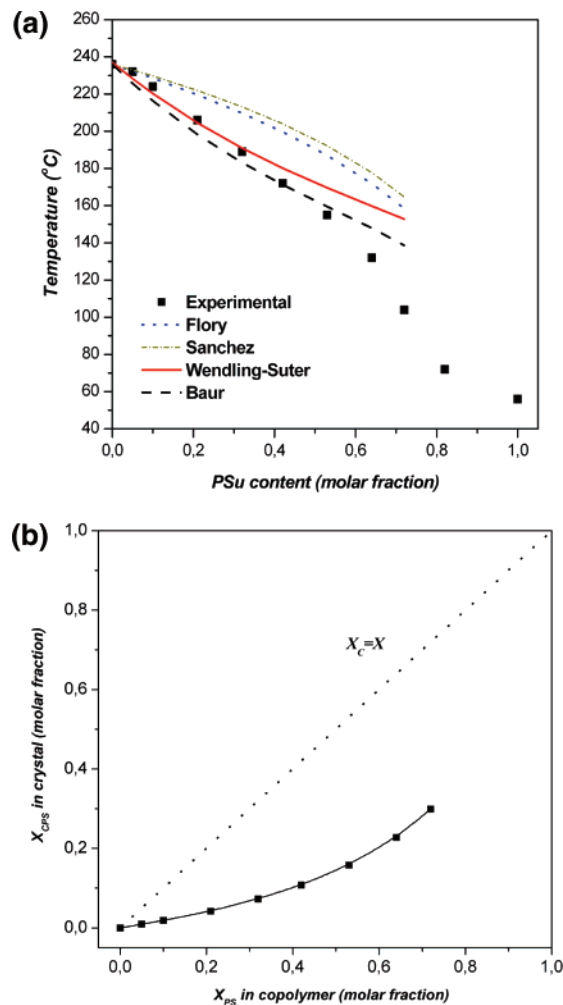 (a)
260
240
220
200
180
160
140
120
100
80
60
40
Temperature (°C)
Experimental
Flory
Sanchez
Wendling-Suter
Baur
0,0 0,2 0,4 0,6 0,8 1,0
PSu content (molar fraction)
(b)
1,0
0,8
0,6
0,4
0,2
0,0
X_CPS in crystal (molar fraction)
X_C=X
0,0 0,2 0,4 0,6 0,8 1,0
X_PS in copolymer (molar fraction)